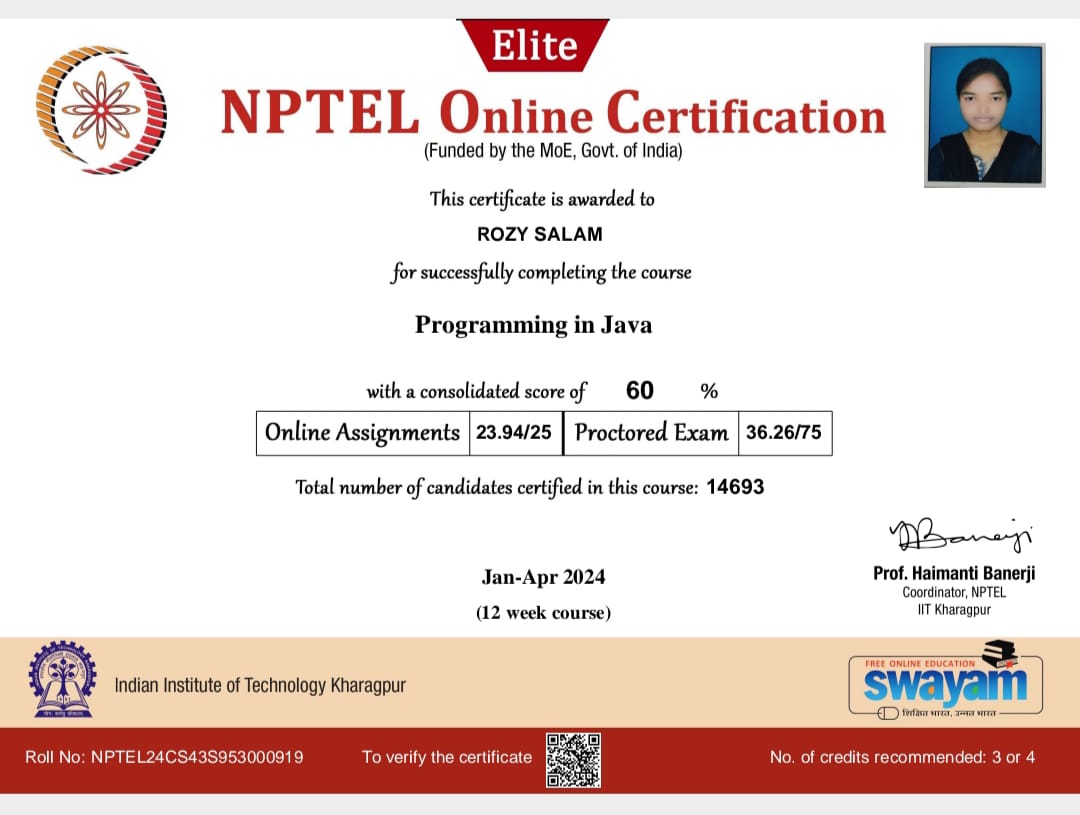 Elite
NPTEL Online Certification
(Funded by the MoE, Govt. of India)
This certificate is awarded to
ROZY SALAM
for successfully completing the course
Programming in Java
with a consolidated score of 60 %
Online Assignments 23.94/25 Proctored Exam 36.26/75
Total number of candidates certified in this course: 14693
Jan-Apr 2024
(12 week course)
Prof. Haimanti Banerji
Coordinator, NPTEL
IIT Kharagpur
Indian Institute of Technology Kharagpur
FREE ONLINE EDUCATION
swayam
शिक्षित भारत, उन्नत भारत
Roll No: NPTEL24CS43S953000919
To verify the certificate
No. of credits recommended: 3 or 4